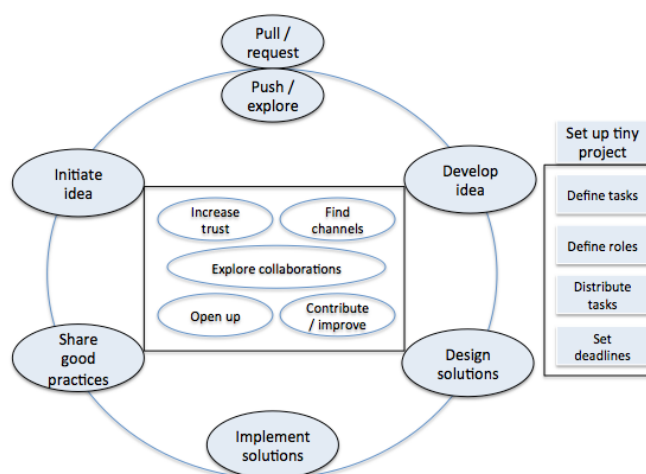 Pull /
request
Push /
explore
Initiate
idea
Develop
idea
Increase
trust
Find
channels
Explore collaborations
Open up
Contribute
/ improve
Share
good
practices
Design
solutions
Implement
solutions
Set up tiny
project
Define tasks
Define roles
Distribute
tasks
Set
deadlines